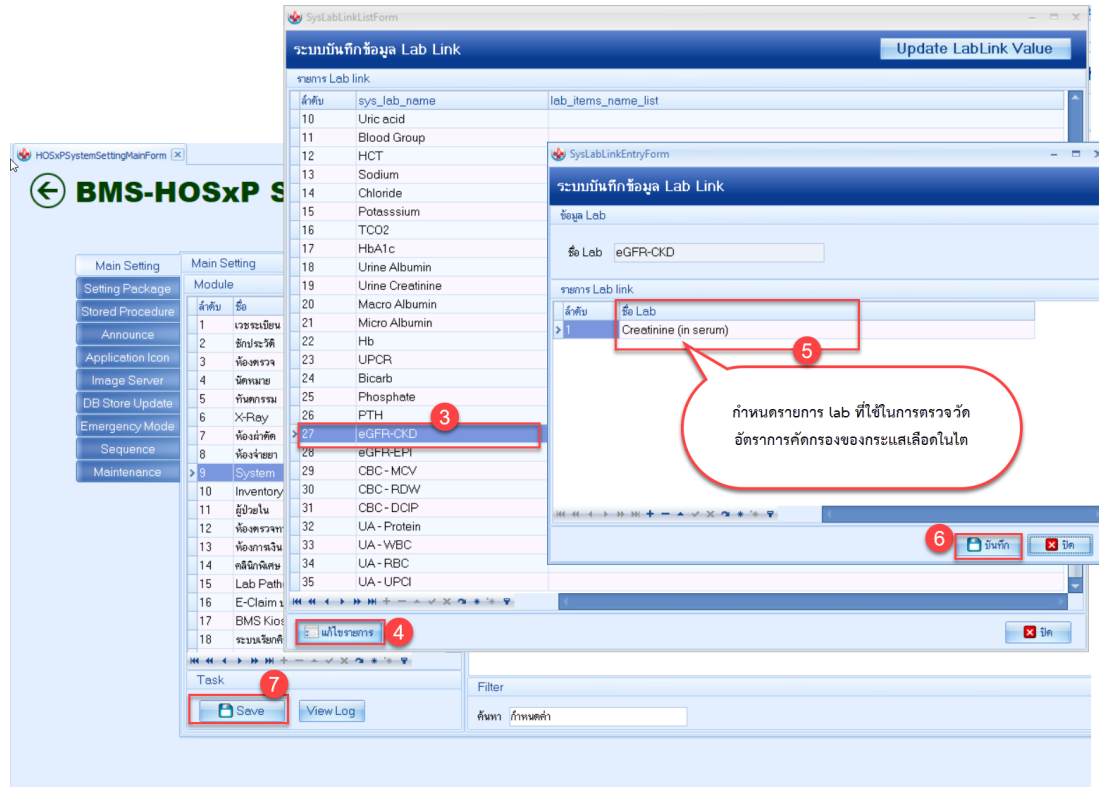 SysLabLinkListForm
ระบบบันทึกข้อมูล Lab Link
Update LabLink Value
รายการ Lab link
ลำดับ sys_lab_name lab_items_name_list
10 Uric acid
11 Blood Group
12 HCT
13 Sodium
14 Chloride
15 Potasssium
16 TCO2
17 HbA1c
18 Urine Albumin
19 Urine Creatinine
20 Macro Albumin
21 Micro Albumin
22 Hb
23 UPCR
24 Bicarb
25 Phosphate
26 PTH
3
27 eGFR-CKD
28 eGFR-EPI
29 CBC - MCV
30 CBC - RDW
31 CBC - DCIP
32 UA - Protein
33 UA - WBC
34 UA - RBC
35 UA - UPCI
แก้ไขรายการ
4
ปิด
SysLabLinkEntryForm
ระบบบันทึกข้อมูล Lab Link
ข้อมูล Lab
ชื่อ Lab eGFR-CKD
รายการ Lab link
ลำดับ ชื่อ Lab
1 Creatinine (in serum)
5
กำหนดรายการ lab ที่ใช้ในการตรวจวัด
อัตราการคัดกรองของกระแสเลือดในไต
6
บันทึก
ปิด
HOSxPSystemSettingMainForm
BMS-HOSxP S
Main Setting
Setting Package
Stored Procedure
Announce
Application Icon
Image Server
DB Store Update
Emergency Mode
Sequence
Maintenance
Main Setting
Module
ลำดับ ชื่อ
1 เวชระเบียน
2 ซักประวัติ
3 ห้องตรวจ
4 นัดหมาย
5 ทันตกรรม
6 X-Ray
7 ห้องผ่าตัด
8 ห้องจ่ายยา
9 System
10 Inventory
11 ผู้ป่วยใน
12 ห้องตรวจ
13 ห้องการเงิน
14 คลินิกพิเศษ
15 Lab Path
16 E-Claim
17 BMS Kios
18 ระบบเรียกคิ
Task
7
Save
View Log
Filter
ค้นหา กำหนดค่า